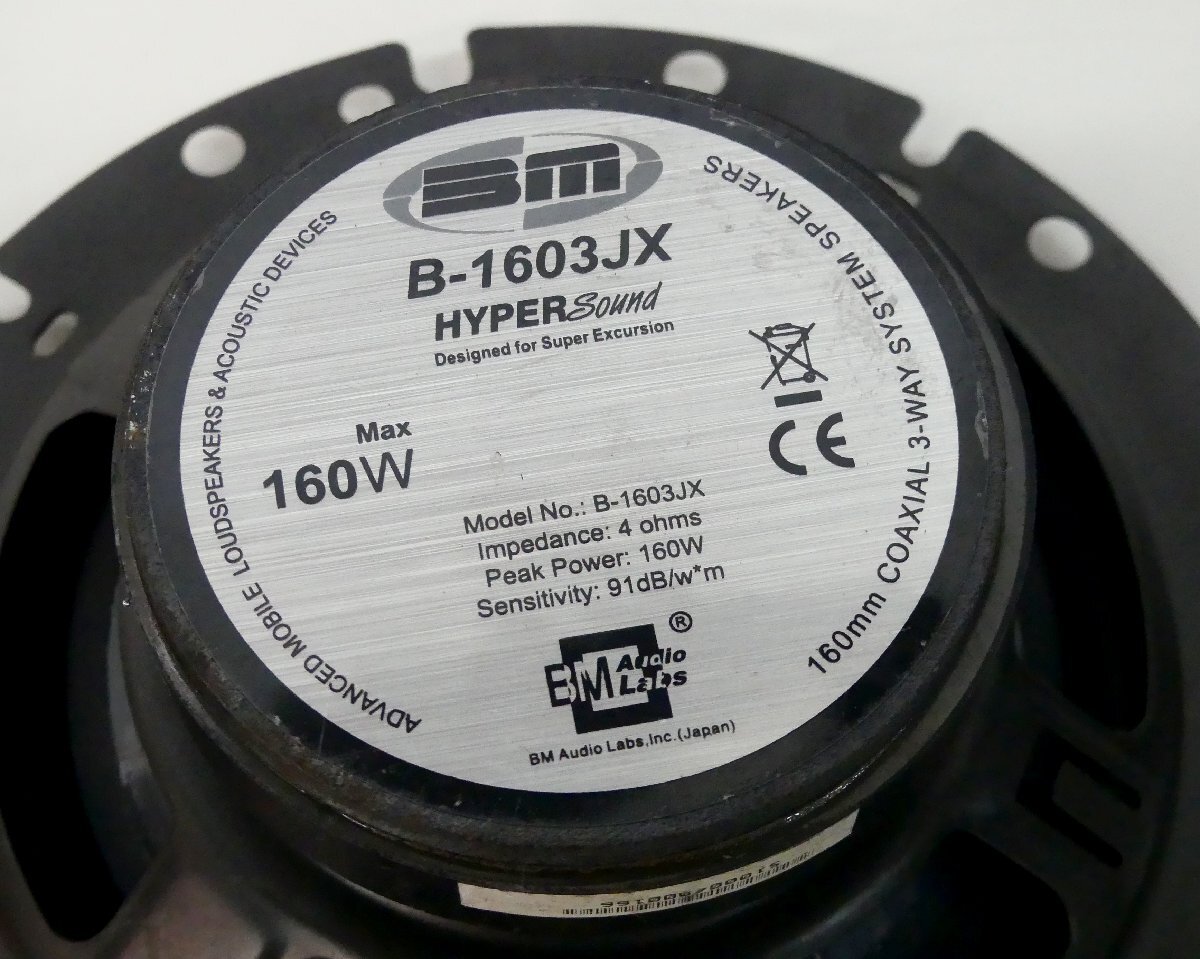 BM
B-1603JX
HYPER Sound
Designed for Super Excursion
ADVANCED MOBILE LOUDSPEAKERS & ACOUSTIC DEVICES
160mm COAXIAL 3-WAY SYSTEM SPEAKERS
Max
160W
CE
Model No.: B-1603JX
Impedance: 4 ohms
Peak Power: 160W
Sensitivity: 91dB/w*m
BM Audio Labs ®
BM Audio Labs,Inc.(Japan)